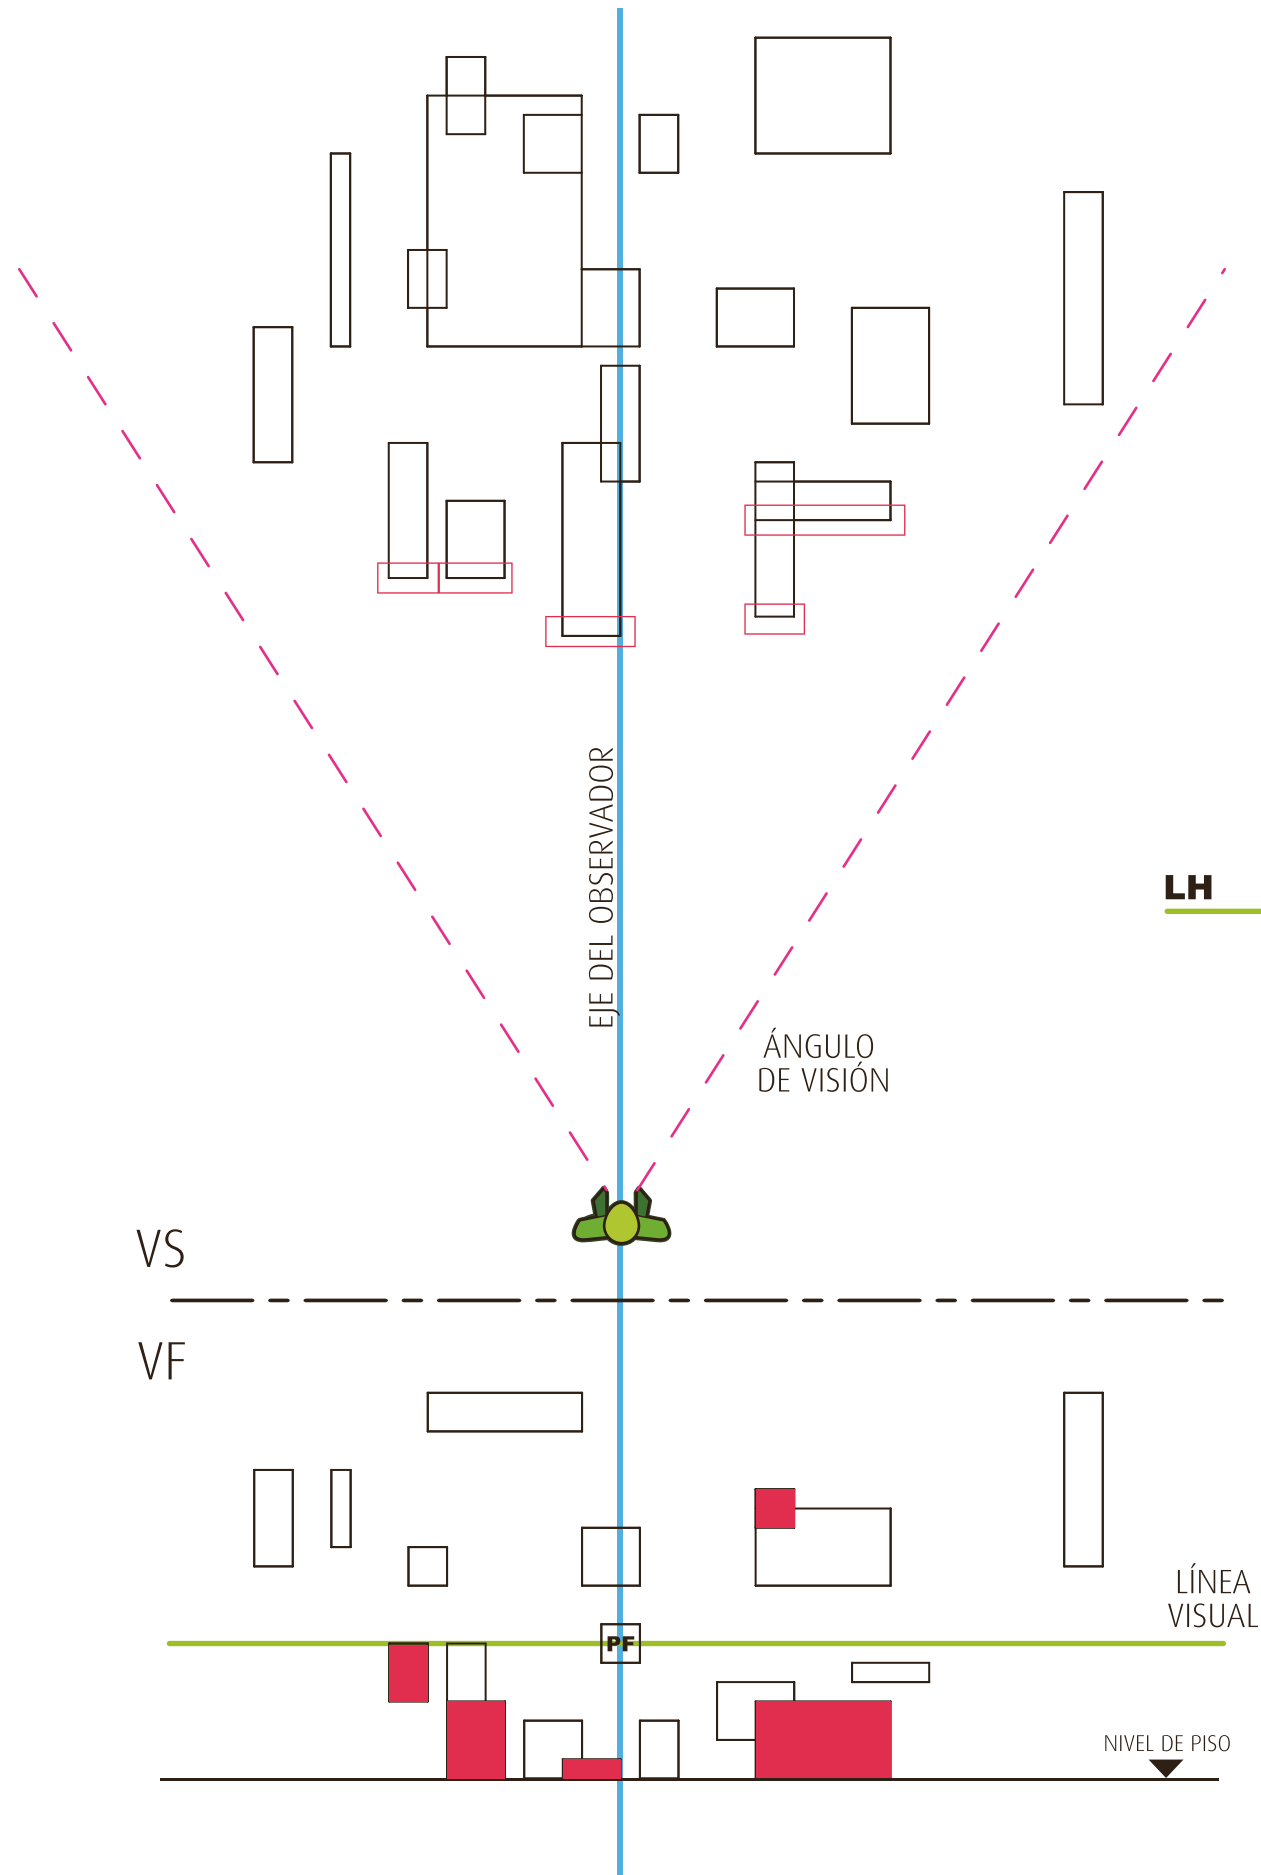 EJE DEL OBSERVADOR
LH
ÁNGULO
DE VISIÓN
VS
VF
LÍNEA
VISUAL
PF
NIVEL DE PISO